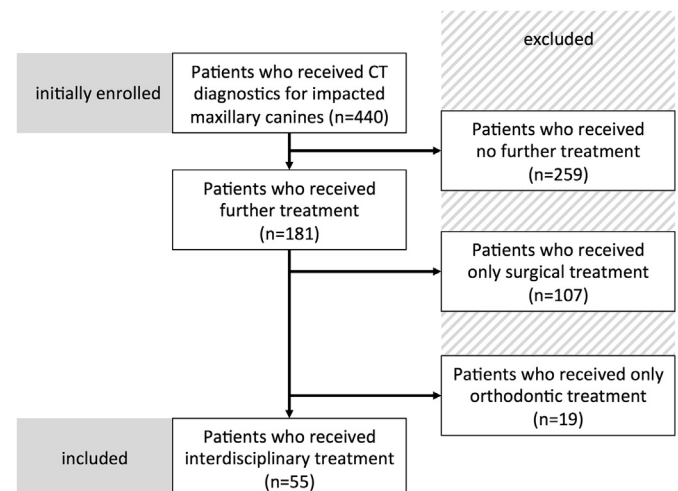 excluded
initially enrolled
Patients who received CT
diagnostics for impacted
maxillary canines (n=440)
Patients who received
no further treatment
(n=259)
Patients who received
further treatment
(n=181)
Patients who received
only surgical treatment
(n=107)
Patients who received only
orthodontic treatment
(n=19)
included
Patients who received
interdisciplinary treatment
(n=55)